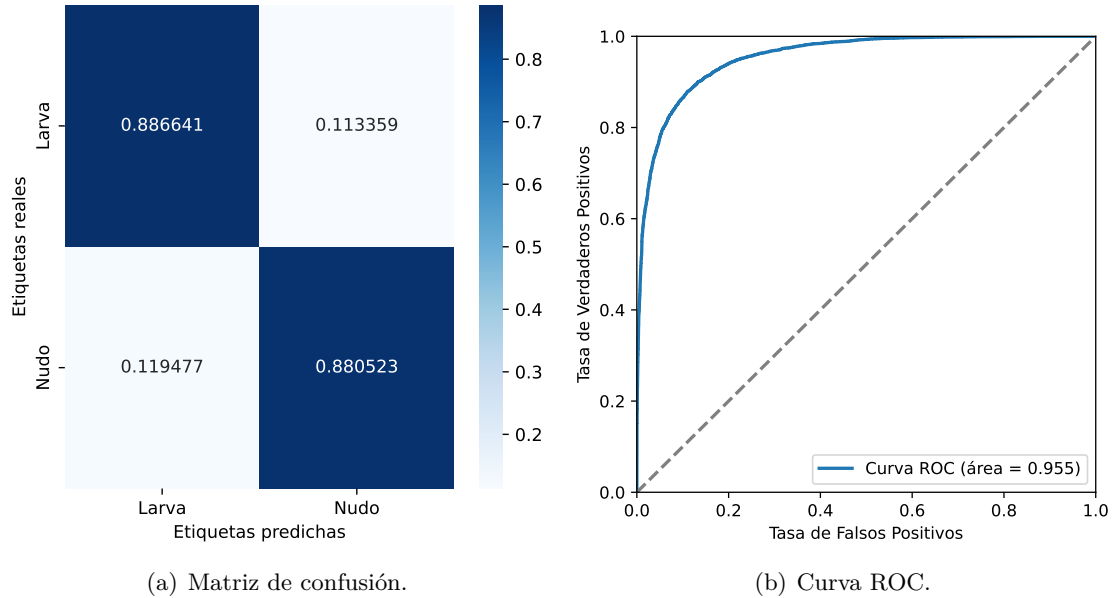 Etiquetas reales
Larva
Nudo
0.886641
0.113359
0.119477
0.880523
Larva
Nudo
Etiquetas predichas
0.8
0.7
0.6
0.5
0.4
0.3
0.2
(a) Matriz de confusión.
Tasa de Verdaderos Positivos
1.0
0.8
0.6
0.4
0.2
0.0
Curva ROC (área = 0.955)
0.0
0.2
0.4
0.6
0.8
1.0
Tasa de Falsos Positivos
(b) Curva ROC.